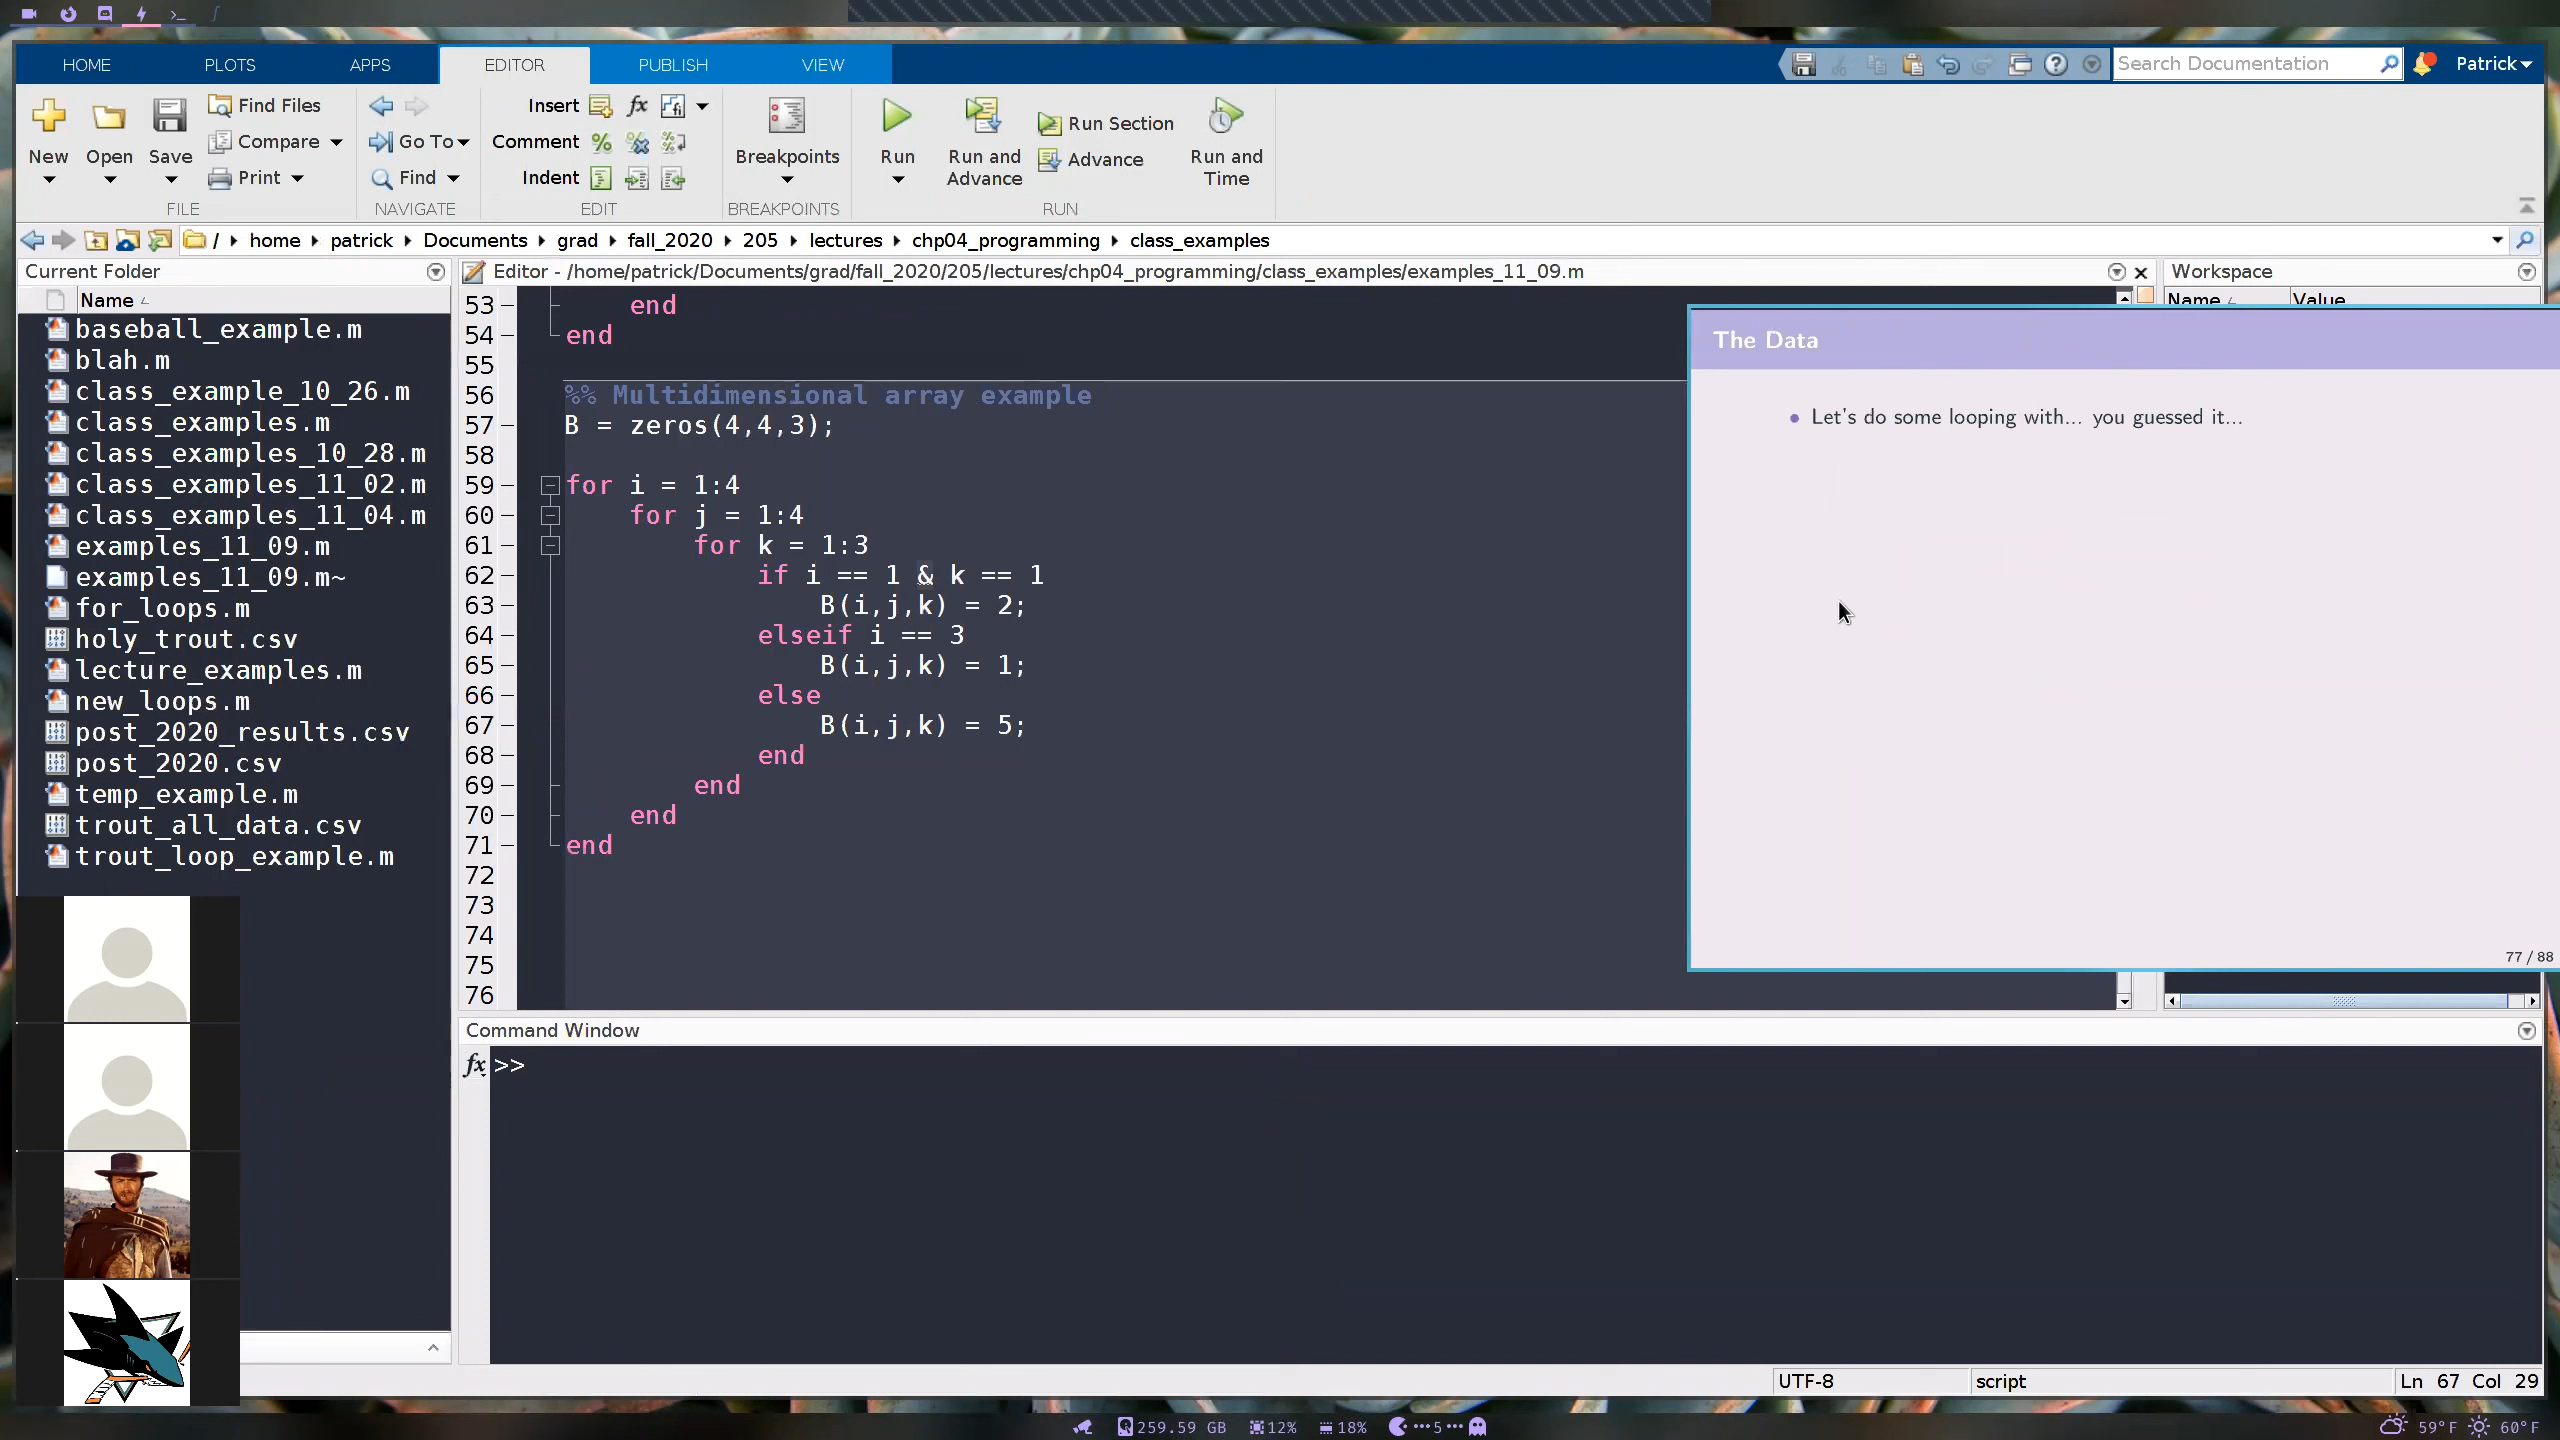 HOME PLOTS APPS EDITOR PUBLISH VIEW Search Documentation Patrick
New Open Save Find Files Compare Print
Go To Find
Insert fx
Comment
Indent
Breakpoints
Run
Run and Advance
Run Section
Advance
Run and Time
FILE NAVIGATE EDIT BREAKPOINTS RUN
/ home patrick Documents grad fall_2020 205 lectures chp04_programming class_examples
Current Folder
Name
baseball_example.m
blah.m
class_example_10_26.m
class_examples.m
class_examples_10_28.m
class_examples_11_02.m
class_examples_11_04.m
examples_11_09.m
examples_11_09.m~
for_loops.m
holy_trout.csv
lecture_examples.m
new_loops.m
post_2020_results.csv
post_2020.csv
temp_example.m
trout_all_data.csv
trout_loop_example.m
Editor - /home/patrick/Documents/grad/fall_2020/205/lectures/chp04_programming/class_examples/examples_11_09.m
53 end
54 end
55
56 %% Multidimensional array example
57 B = zeros(4,4,3);
58
59 for i = 1:4
60 for j = 1:4
61 for k = 1:3
62 if i == 1 & k == 1
63 B(i,j,k) = 2;
64 elseif i == 3
65 B(i,j,k) = 1;
66 else
67 B(i,j,k) = 5;
68 end
69 end
70 end
71 end
72
73
74
75
76
Workspace
Name Value
The Data
• Let's do some looping with... you guessed it...
77 / 88
Command Window
fx >>
UTF-8 script Ln 67 Col 29
259.59 GB 12% 18% 5 59°F 60°F